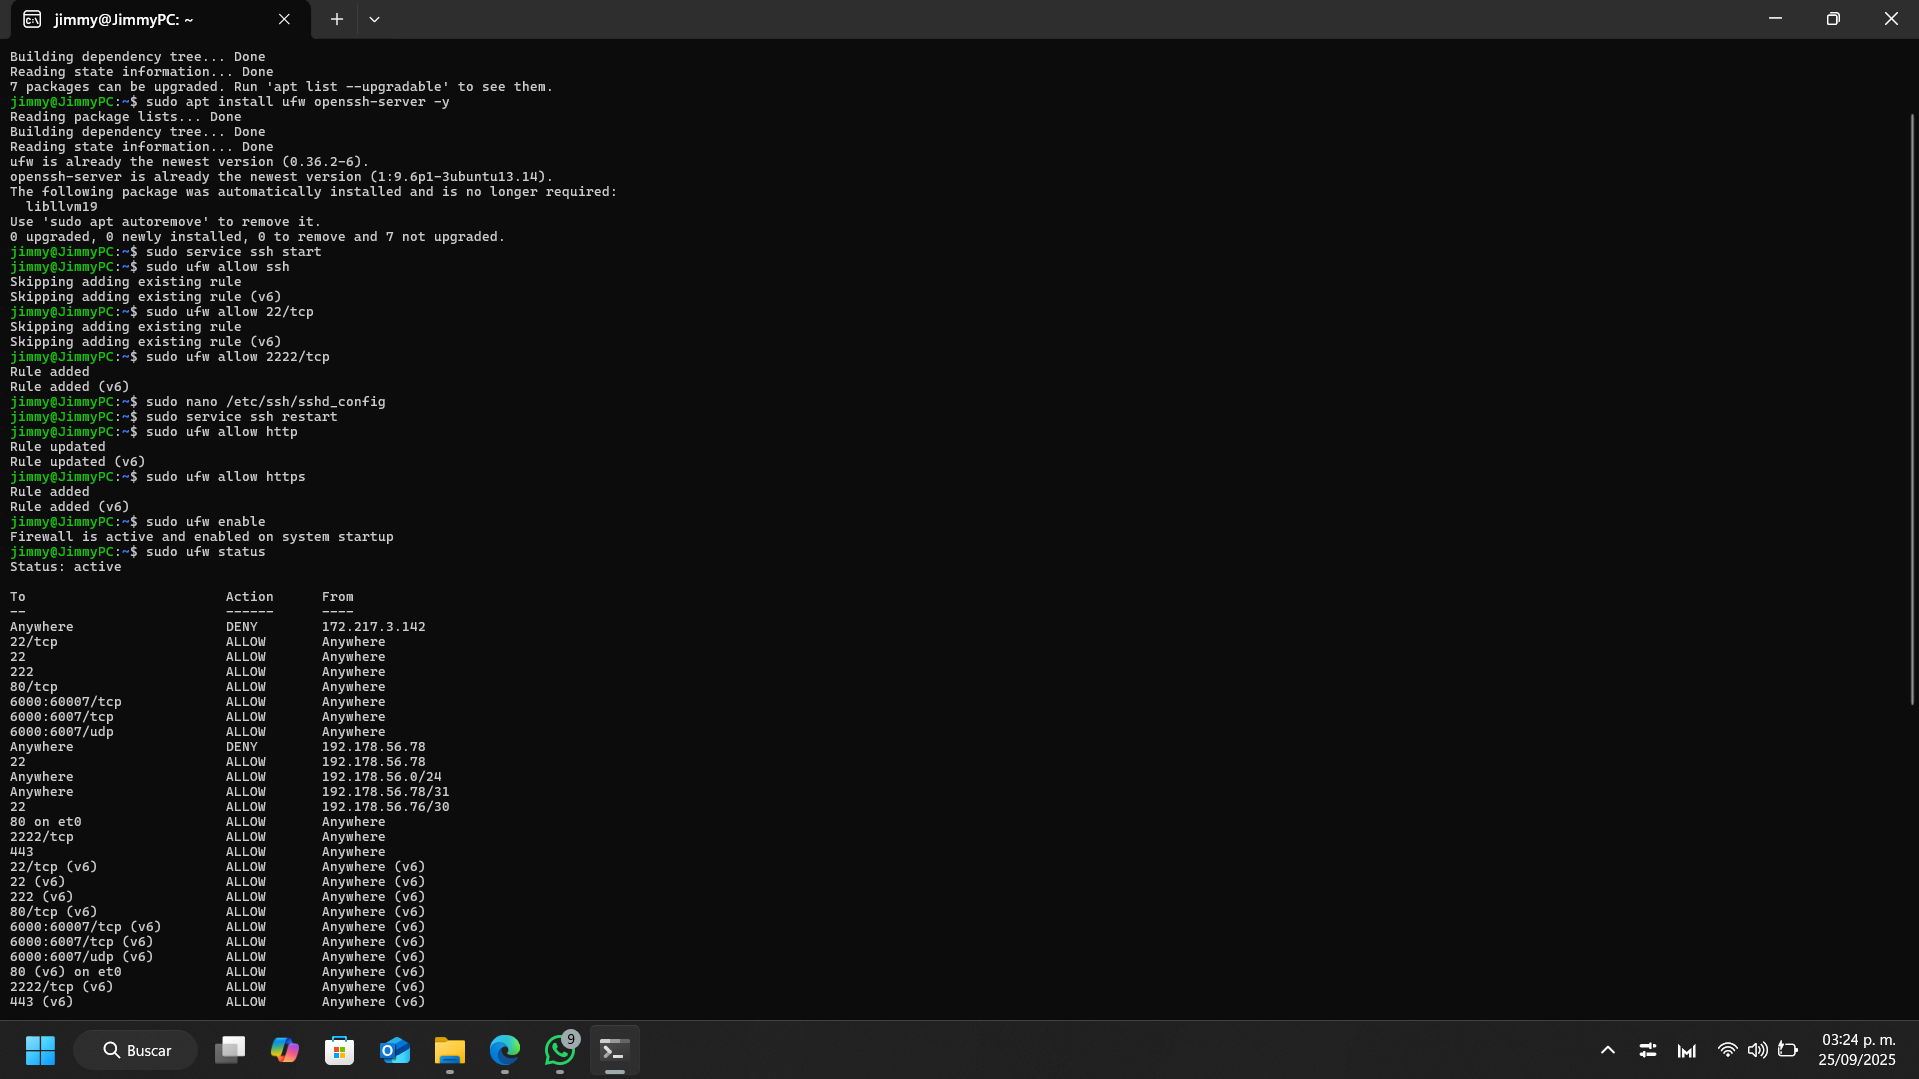 jimmy@JimmyPC: ~
Building dependency tree... Done
Reading state information... Done
7 packages can be upgraded. Run 'apt list --upgradable' to see them.
jimmy@JimmyPC:~$ sudo apt install ufw openssh-server -y
Reading package lists... Done
Building dependency tree... Done
Reading state information... Done
ufw is already the newest version (0.36.2-6).
openssh-server is already the newest version (1:9.6p1-3ubuntu13.14).
The following package was automatically installed and is no longer required:
  libllvm19
Use 'sudo apt autoremove' to remove it.
0 upgraded, 0 newly installed, 0 to remove and 7 not upgraded.
jimmy@JimmyPC:~$ sudo service ssh start
jimmy@JimmyPC:~$ sudo ufw allow ssh
Skipping adding existing rule
Skipping adding existing rule (v6)
jimmy@JimmyPC:~$ sudo ufw allow 22/tcp
Skipping adding existing rule
Skipping adding existing rule (v6)
jimmy@JimmyPC:~$ sudo ufw allow 2222/tcp
Rule added
Rule added (v6)
jimmy@JimmyPC:~$ sudo nano /etc/ssh/sshd_config
jimmy@JimmyPC:~$ sudo service ssh restart
jimmy@JimmyPC:~$ sudo ufw allow http
Rule updated
Rule updated (v6)
jimmy@JimmyPC:~$ sudo ufw allow https
Rule added
Rule added (v6)
jimmy@JimmyPC:~$ sudo ufw enable
Firewall is active and enabled on system startup
jimmy@JimmyPC:~$ sudo ufw status
Status: active
To                         Action      From
--                         ------      ----
Anywhere                   DENY        172.217.3.142
22/tcp                     ALLOW       Anywhere
22                         ALLOW       Anywhere
222                        ALLOW       Anywhere
80/tcp                     ALLOW       Anywhere
6000:60007/tcp             ALLOW       Anywhere
6000:6007/tcp              ALLOW       Anywhere
6000:6007/udp              ALLOW       Anywhere
Anywhere                   DENY        192.178.56.78
22                         ALLOW       192.178.56.78
Anywhere                   ALLOW       192.178.56.0/24
Anywhere                   ALLOW       192.178.56.78/31
22                         ALLOW       192.178.56.76/30
80 on et0                  ALLOW       Anywhere
2222/tcp                   ALLOW       Anywhere
443                        ALLOW       Anywhere
22/tcp (v6)                ALLOW       Anywhere (v6)
22 (v6)                    ALLOW       Anywhere (v6)
222 (v6)                   ALLOW       Anywhere (v6)
80/tcp (v6)                ALLOW       Anywhere (v6)
6000:60007/tcp (v6)        ALLOW       Anywhere (v6)
6000:6007/tcp (v6)         ALLOW       Anywhere (v6)
6000:6007/udp (v6)         ALLOW       Anywhere (v6)
80 (v6) on et0             ALLOW       Anywhere (v6)
2222/tcp (v6)              ALLOW       Anywhere (v6)
443 (v6)                   ALLOW       Anywhere (v6)
Buscar
9
03:24 p. m.
25/09/2025